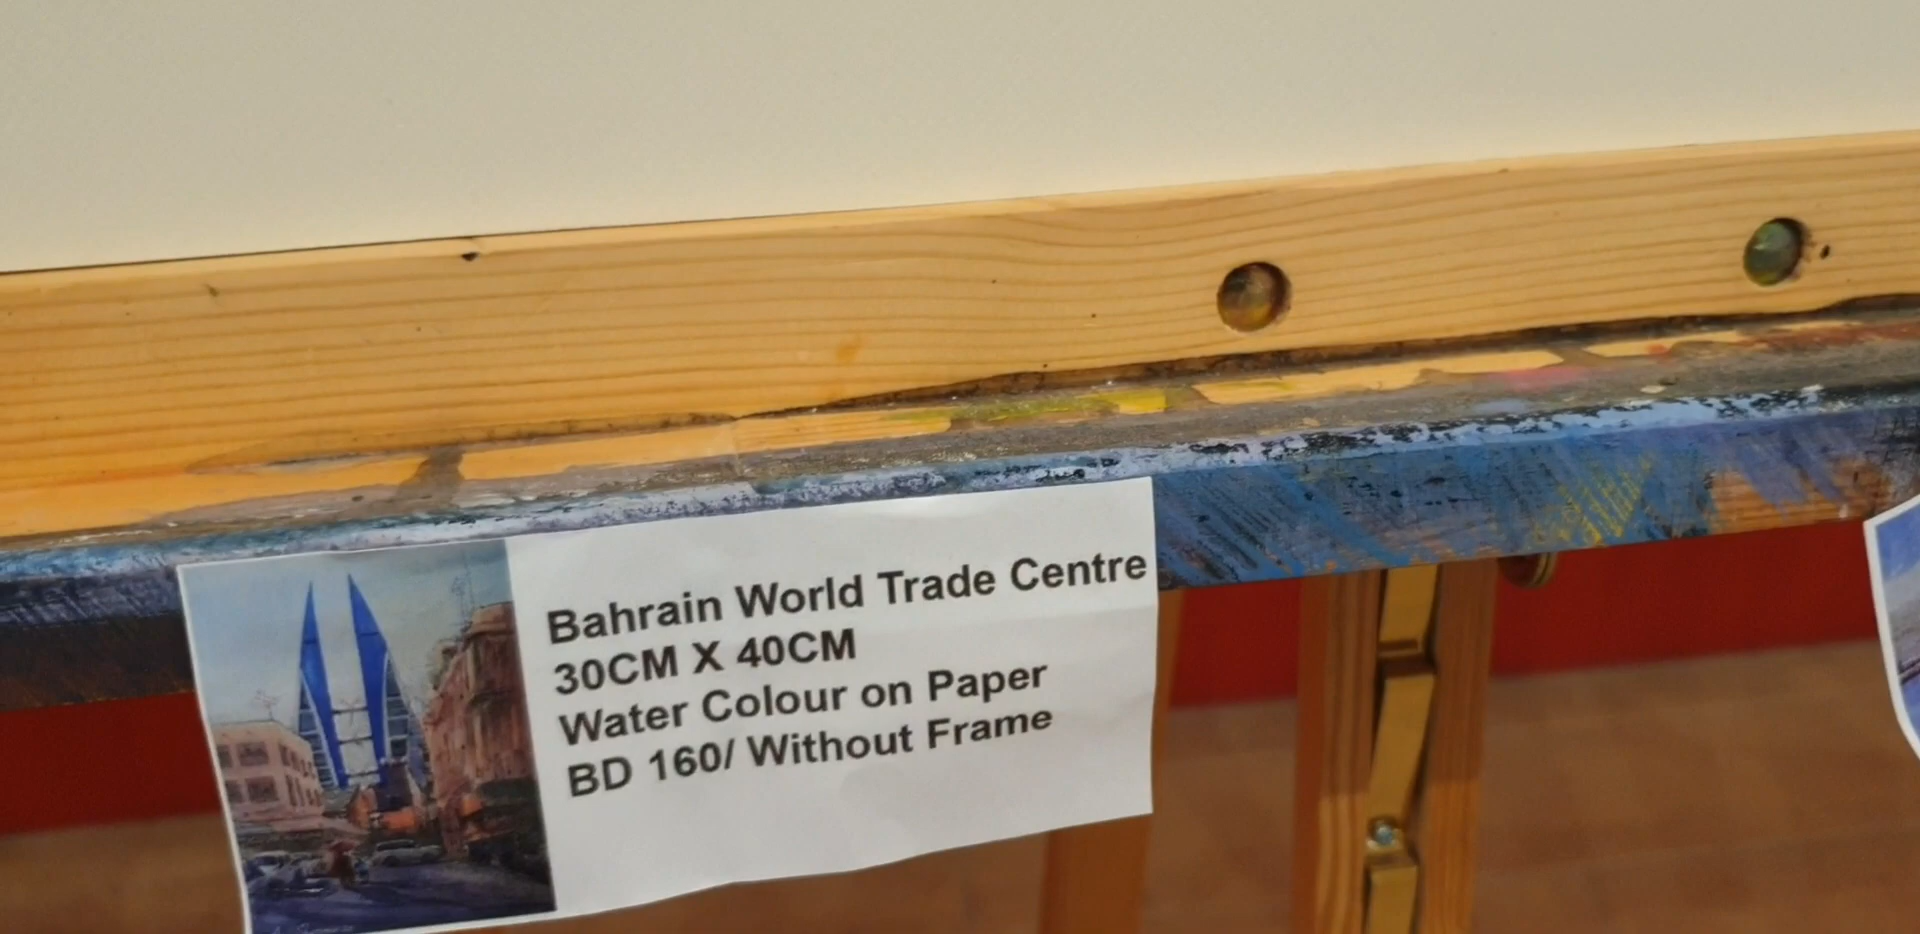 Bahrain World Trade Centre
30CM X 40CM
Water Colour on Paper
BD 160/ Without Frame